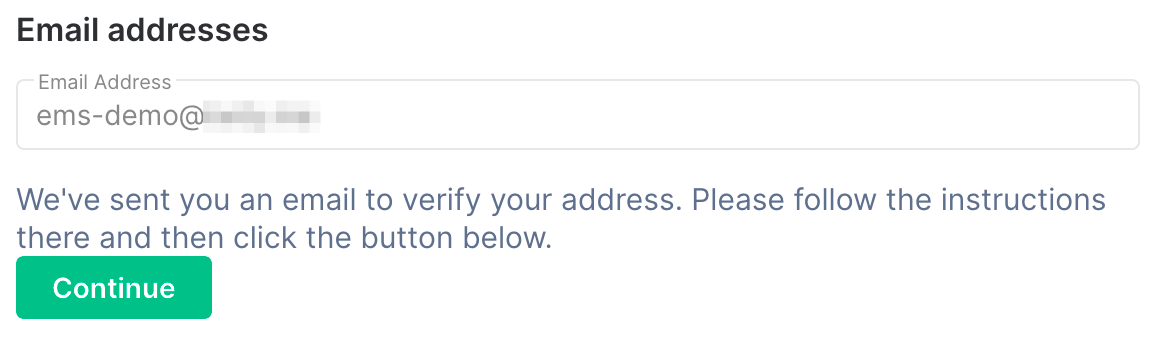 Email addresses
Email Address
ems-demo@
We've sent you an email to verify your address. Please follow the instructions
there and then click the button below.
Continue